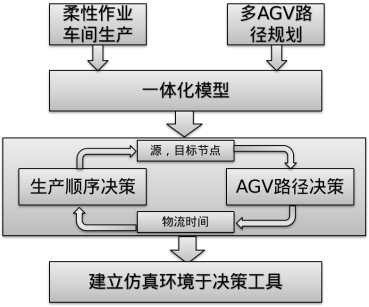 柔性作业
车间生产
多AGV路
径规划
一体化模型
源，目标节点
生产顺序决策
AGV路径决策
物流时间
建立仿真环境于决策工具